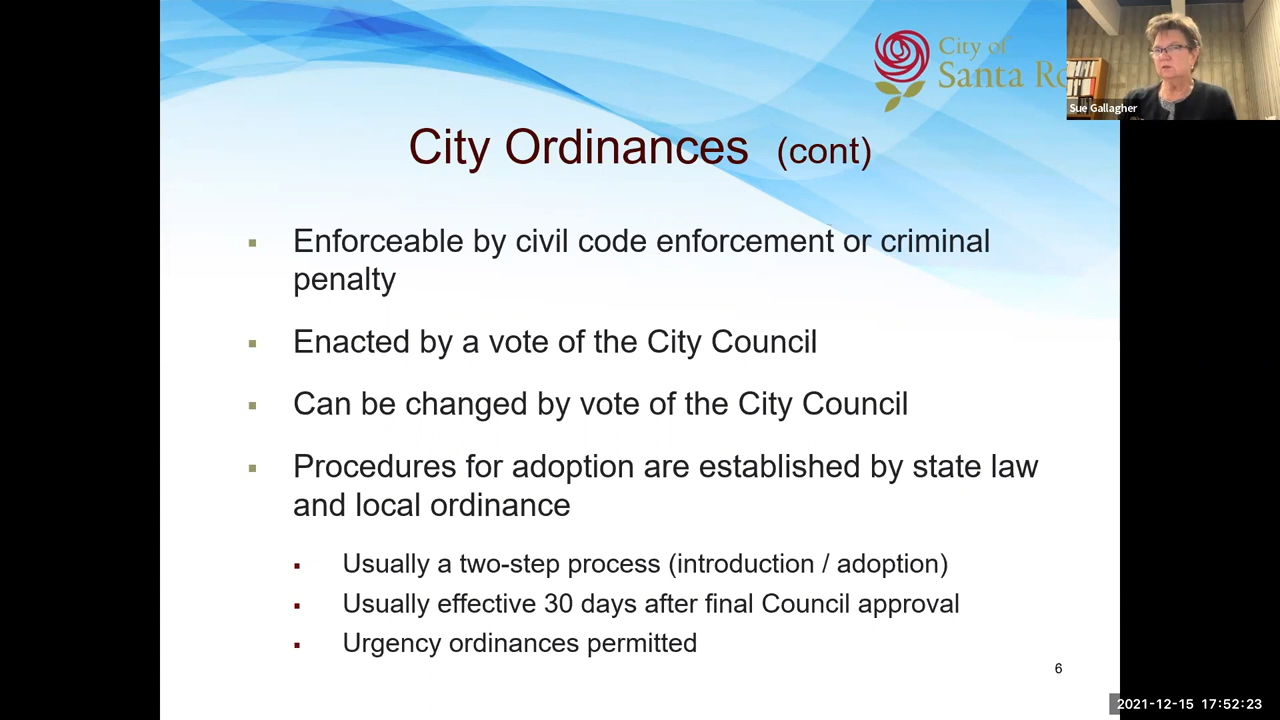 City of
Santa Ro
Sue Gallagher
City Ordinances (cont)
▪ Enforceable by civil code enforcement or criminal
penalty
▪ Enacted by a vote of the City Council
▪ Can be changed by vote of the City Council
▪ Procedures for adoption are established by state law
and local ordinance
▪ Usually a two-step process (introduction / adoption)
▪ Usually effective 30 days after final Council approval
▪ Urgency ordinances permitted
6
2021-12-15 17:52:23